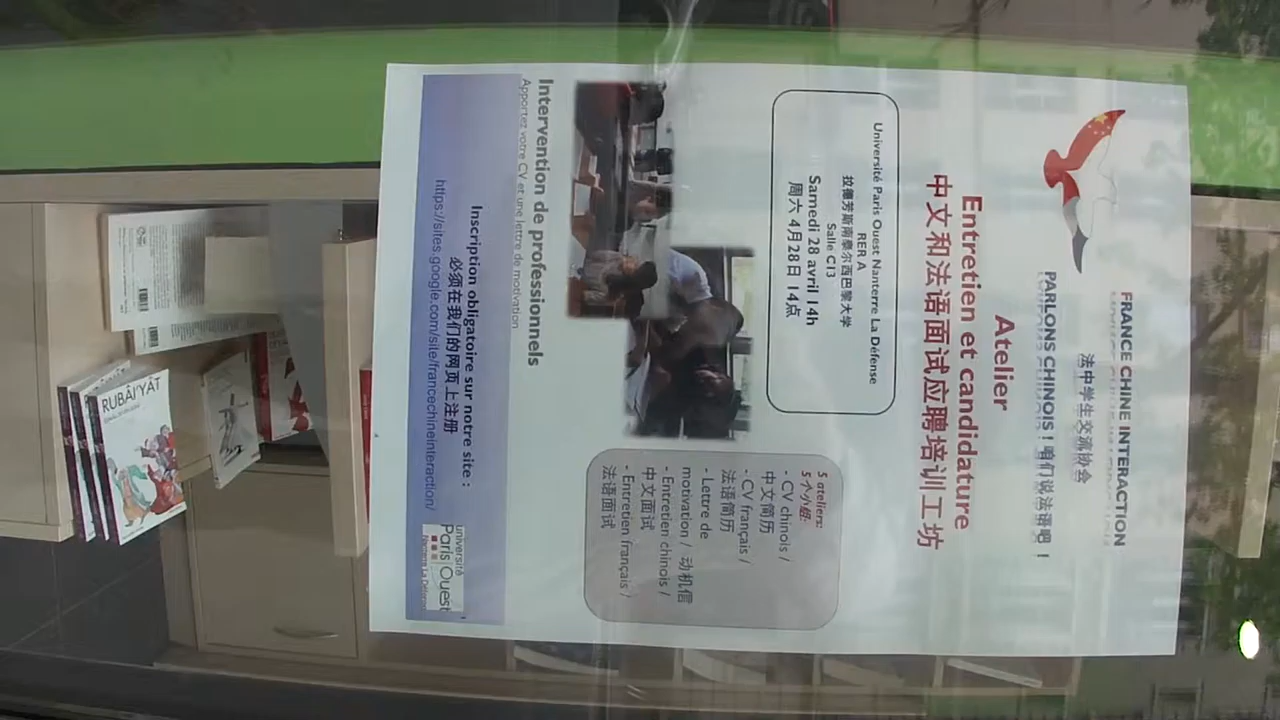 FRANCE CHINE INTERACTION
法中学生交流协会
PARLONS CHINOIS ! 咱们说法语吧 !
Atelier
Entretien et candidature
中文和法语面试应聘培训工坊
Université Paris Ouest Nanterre La Défense
拉德芳斯南泰尔西巴黎大学
RER A
Salle C13
Samedi 28 avril 14h
周六 4月28日 14点
5 ateliers:
5个小组:
- CV chinois /
中文简历
- CV français /
法语简历
- Lettre de
motivation / 动机信
- Entretien chinois /
中文面试
- Entretien français /
法语面试
Intervention de professionnels
Apportez votre CV et une lettre de motivation
Inscription obligatoire sur notre site :
必须在我们的网页上注册
https://sites.google.com/site/francechineinteraction/
université
Paris Ouest
Nanterre La Défense
RUBÂI'YÂT